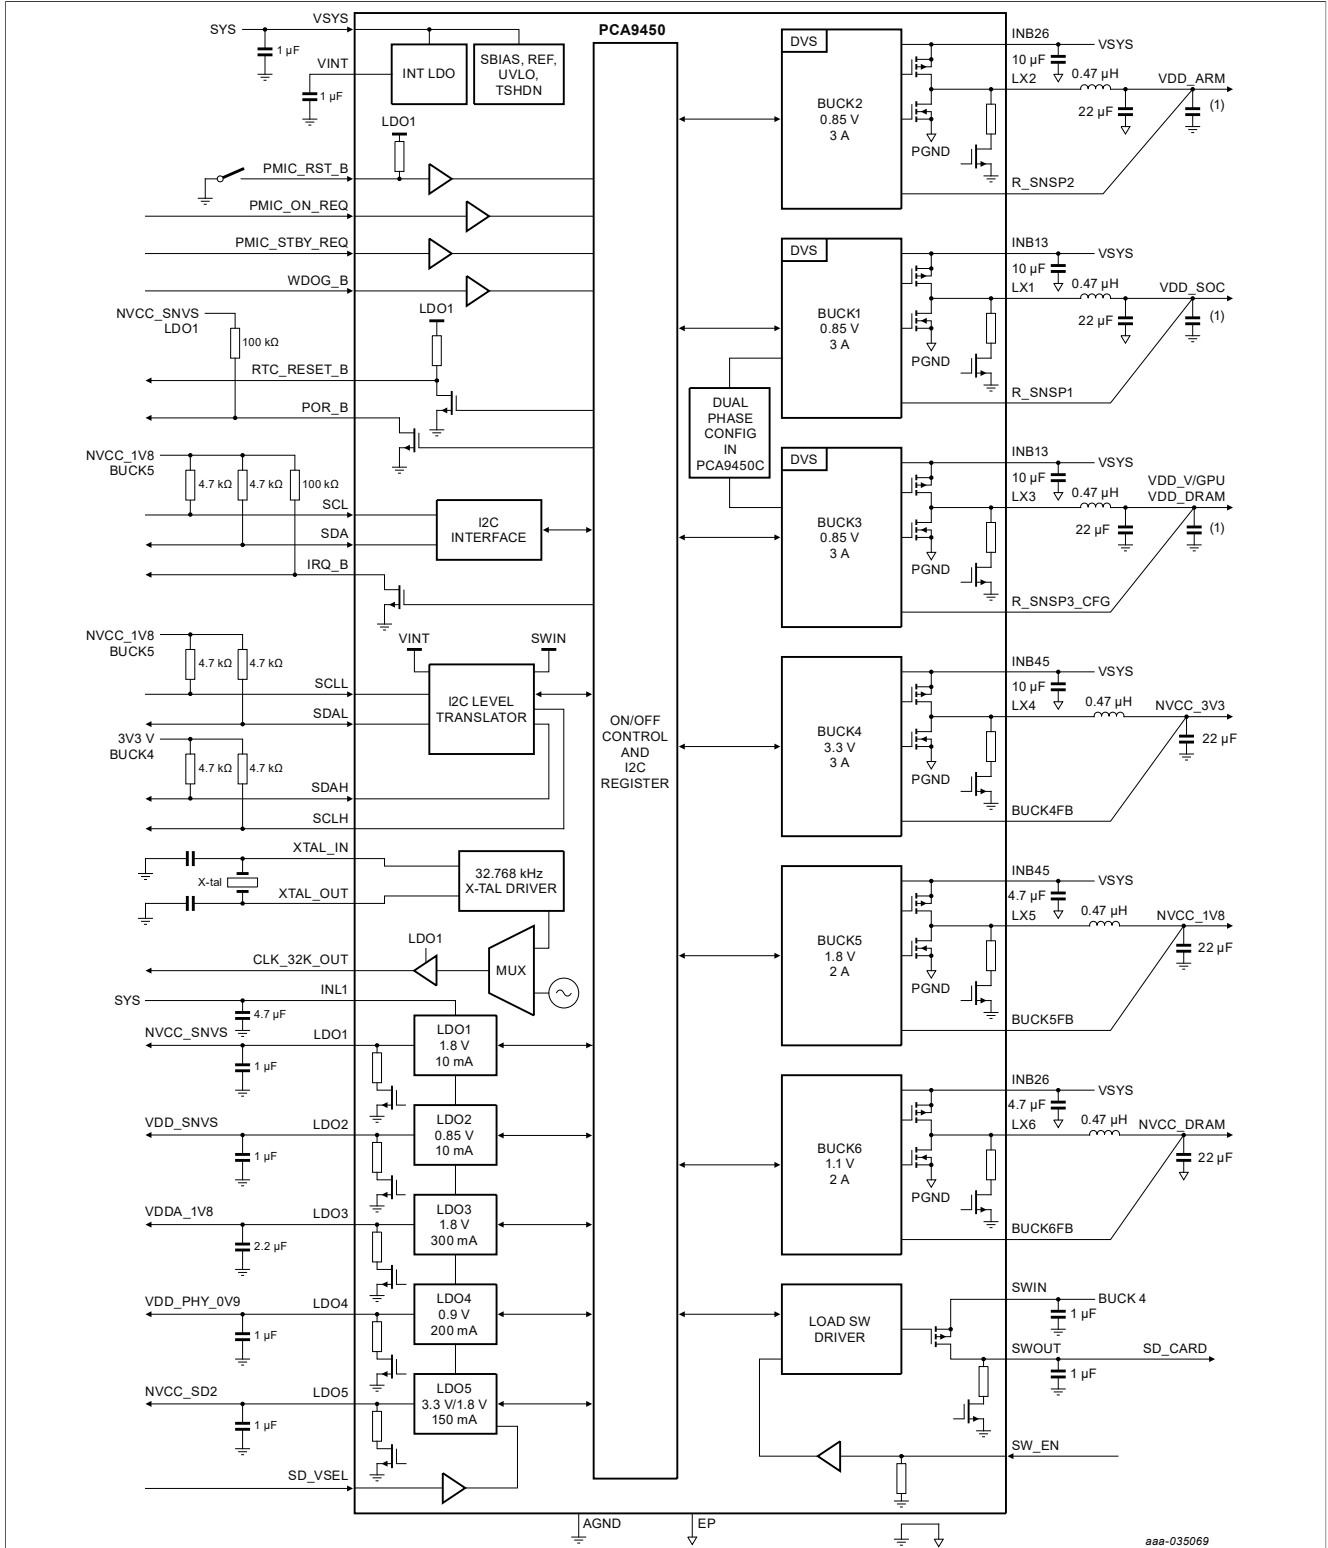 PCA9450
SYS
VSYS
1 µF
VINT
1 µF
INT LDO
SBIAS, REF,
UVLO,
TSHDN
LDO1
PMIC_RST_B
PMIC_ON_REQ
PMIC_STBY_REQ
WDOG_B
NVCC_SNVS
LDO1
100 kΩ
LDO1
RTC_RESET_B
POR_B
NVCC_1V8
BUCK5
4.7 kΩ
4.7 kΩ
100 kΩ
SCL
SDA
IRQ_B
I2C
INTERFACE
NVCC_1V8
BUCK5
4.7 kΩ
4.7 kΩ
VINT
SWIN
SCLL
SDAL
I2C LEVEL
TRANSLATOR
3V3 V
BUCK4
4.7 kΩ
4.7 kΩ
SDAH
SCLH
XTAL_IN
X-tal
XTAL_OUT
32.768 kHz
X-TAL DRIVER
LDO1
CLK_32K_OUT
MUX
SYS
INL1
4.7 µF
NVCC_SNVS
LDO1
1 µF
LDO1
1.8 V
10 mA
VDD_SNVS
LDO2
1 µF
LDO2
0.85 V
10 mA
VDDA_1V8
LDO3
2.2 µF
LDO3
1.8 V
300 mA
VDD_PHY_0V9
LDO4
1 µF
LDO4
0.9 V
200 mA
NVCC_SD2
LDO5
1 µF
LDO5
3.3 V/1.8 V
150 mA
SD_VSEL
ON/OFF
CONTROL
AND
I2C
REGISTER
DVS
BUCK2
0.85 V
3 A
PGND
INB26
VSYS
10 µF
LX2
0.47 µH
VDD_ARM
22 µF
(1)
R_SNSP2
DVS
BUCK1
0.85 V
3 A
PGND
INB13
VSYS
10 µF
LX1
0.47 µH
VDD_SOC
22 µF
(1)
R_SNSP1
DUAL
PHASE
CONFIG
IN
PCA9450C
DVS
BUCK3
0.85 V
3 A
PGND
INB13
VSYS
10 µF
LX3
0.47 µH
VDD_V/GPU
VDD_DRAM
22 µF
(1)
R_SNSP3_CFG
BUCK4
3.3 V
3 A
PGND
INB45
VSYS
10 µF
LX4
0.47 µH
NVCC_3V3
22 µF
BUCK4FB
BUCK5
1.8 V
2 A
PGND
INB45
VSYS
4.7 µF
LX5
0.47 µH
NVCC_1V8
22 µF
BUCK5FB
BUCK6
1.1 V
2 A
PGND
INB26
VSYS
4.7 µF
LX6
0.47 µH
NVCC_DRAM
22 µF
BUCK6FB
LOAD SW
DRIVER
SWIN
BUCK 4
1 µF
SWOUT
SD_CARD
1 µF
SW_EN
AGND
EP
aaa-035069